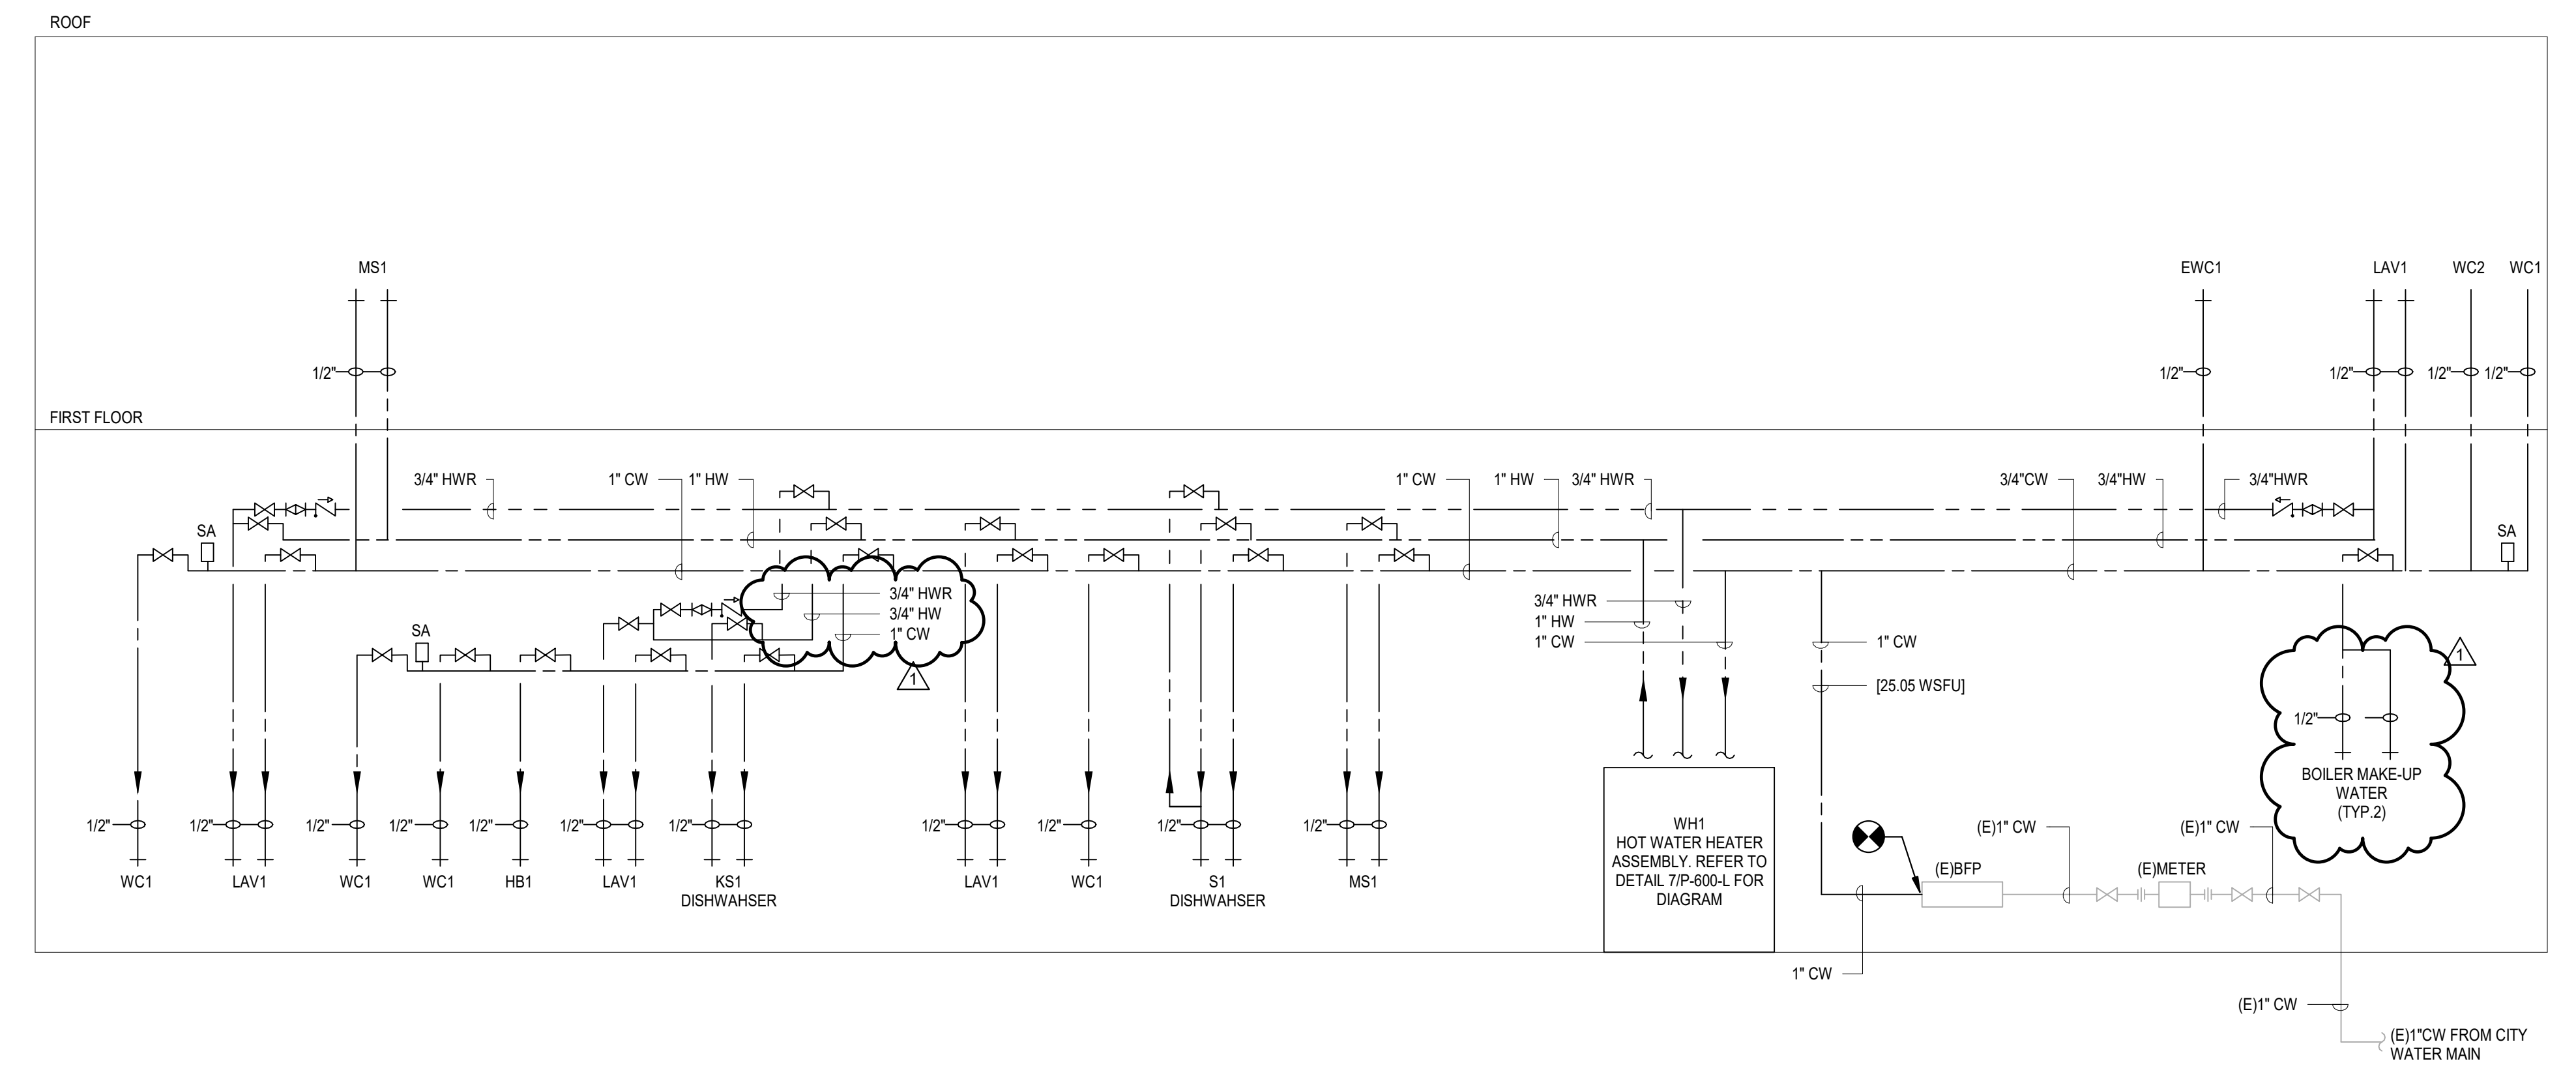 ROOF
MS1
EWC1
LAV1
WC2
WC1
1/2"
1/2"
1/2"
1/2"
1/2"
FIRST FLOOR
3/4" HWR
1" CW
1" HW
1" CW
1" HW
3/4" HWR
3/4"CW
3/4"HW
3/4"HWR
SA
SA
3/4" HWR
3/4" HW
1" CW
1
SA
3/4" HWR
1" HW
1" CW
1" CW
[25.05 WSFU]
1
1/2"
BOILER MAKE-UP
WATER
(TYP.2)
1/2"
1/2"
1/2"
1/2"
1/2"
1/2"
1/2"
1/2"
1/2"
1/2"
1/2"
WC1
LAV1
WC1
WC1
HB1
LAV1
KS1
DISHWAHSER
LAV1
WC1
S1
DISHWAHSER
MS1
WH1
HOT WATER HEATER
ASSEMBLY. REFER TO
DETAIL 7/P-600-L FOR
DIAGRAM
(E)BFP
(E)1" CW
(E)METER
(E)1" CW
1" CW
(E)1" CW
(E)1"CW FROM CITY
WATER MAIN